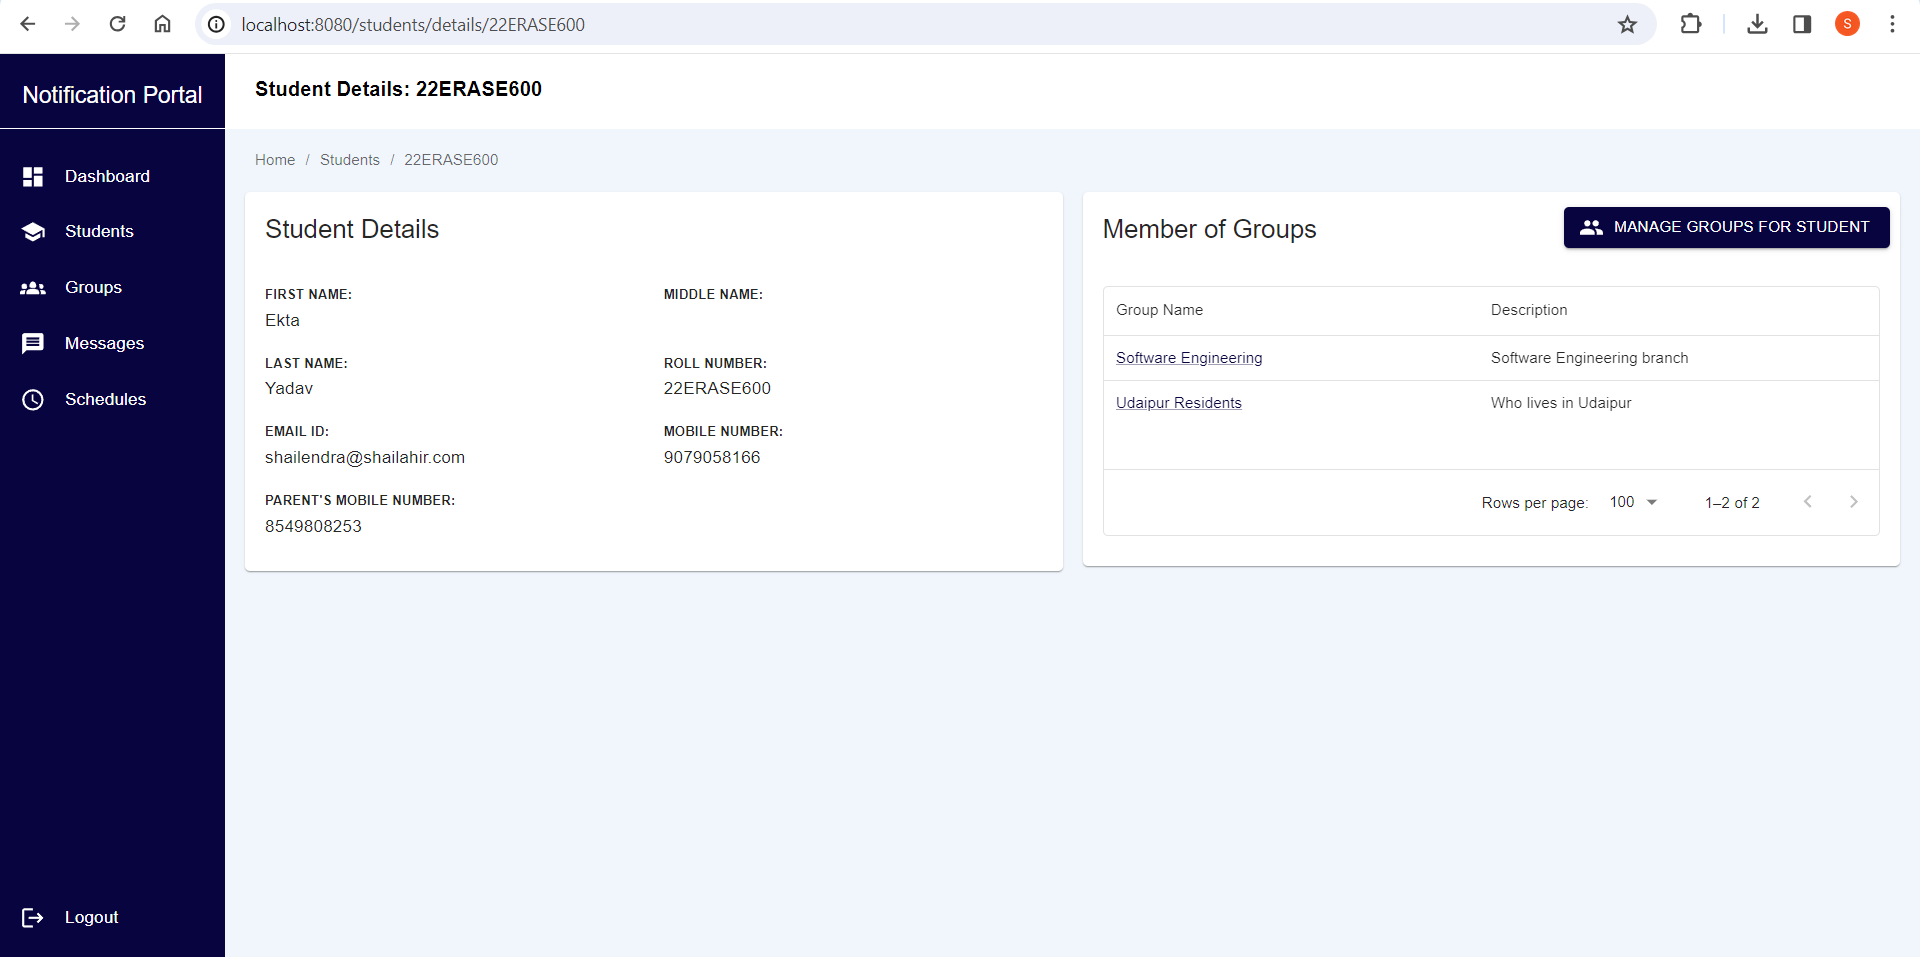 localhost:8080/students/details/22ERASE600
S
Notification Portal
Student Details: 22ERASE600
Dashboard
Students
Groups
Messages
Schedules
Logout
Home / Students / 22ERASE600
Student Details
FIRST NAME:
Ekta
MIDDLE NAME:
LAST NAME:
Yadav
ROLL NUMBER:
22ERASE600
EMAIL ID:
shailendra@shailahir.com
MOBILE NUMBER:
9079058166
PARENT'S MOBILE NUMBER:
8549808253
Member of Groups
MANAGE GROUPS FOR STUDENT
Group Name Description
Software Engineering Software Engineering branch
Udaipur Residents Who lives in Udaipur
Rows per page: 100 1–2 of 2